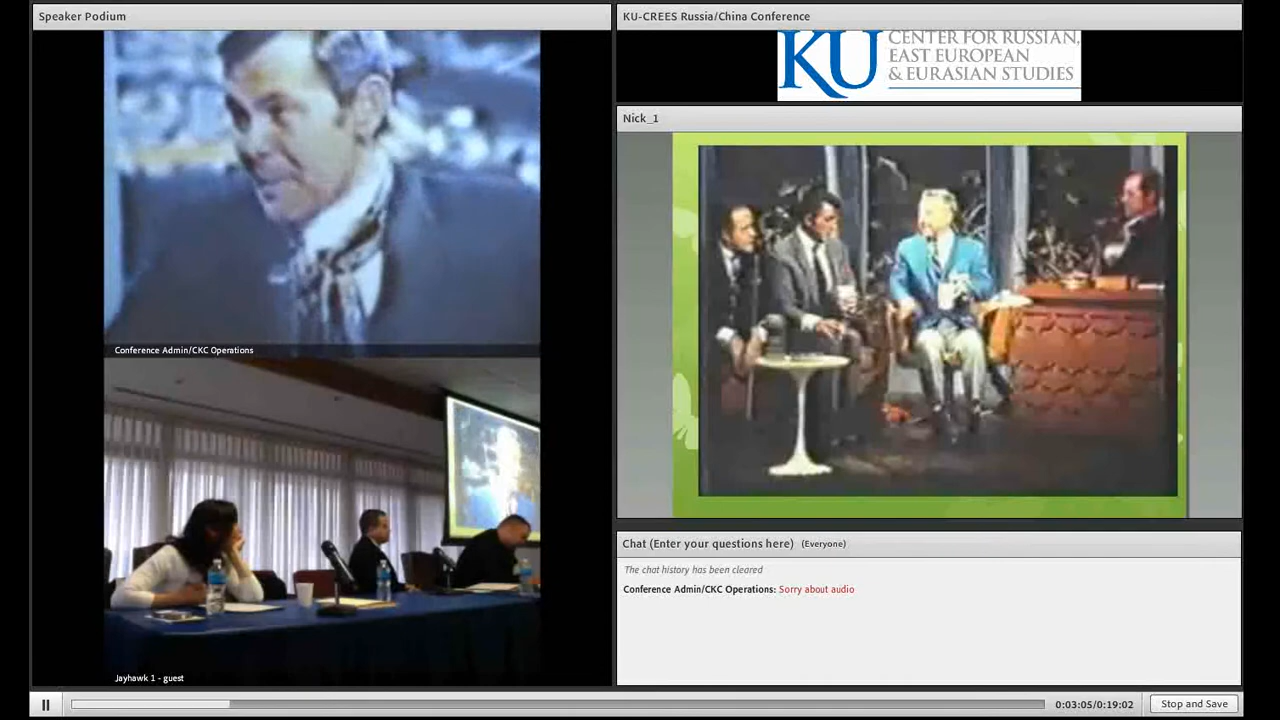 Speaker Podium
Conference Admin/CKC Operations
Jayhawk 1 - guest
KU-CREES Russia/China Conference
KU
CENTER FOR RUSSIAN,
EAST EUROPEAN
& EURASIAN STUDIES
Nick_1
Chat (Enter your questions here) (Everyone)
The chat history has been cleared
Conference Admin/CKC Operations: Sorry about audio
0:03:05/0:19:02
Stop and Save